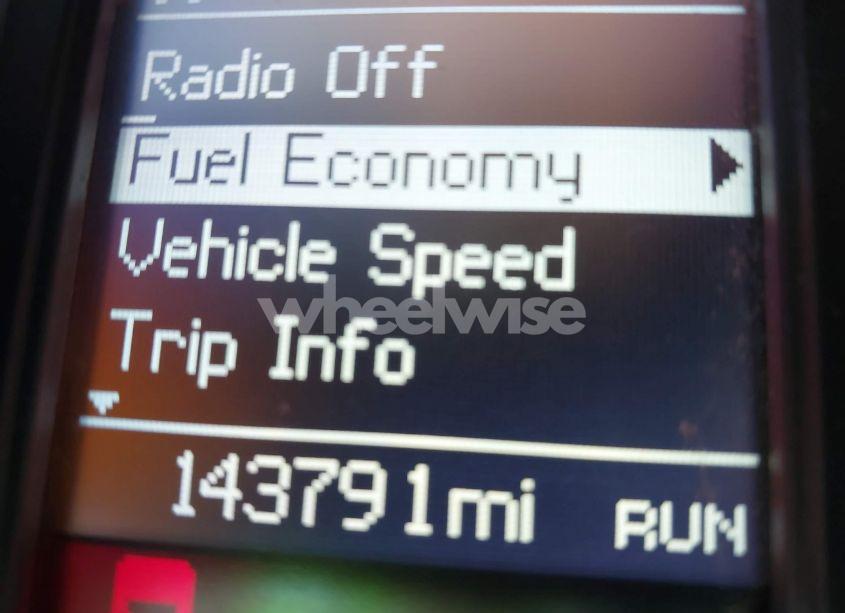 Radio Off
Fuel Economy
Vehicle Speed
wheelwise
Trip Info
143791mi RUN